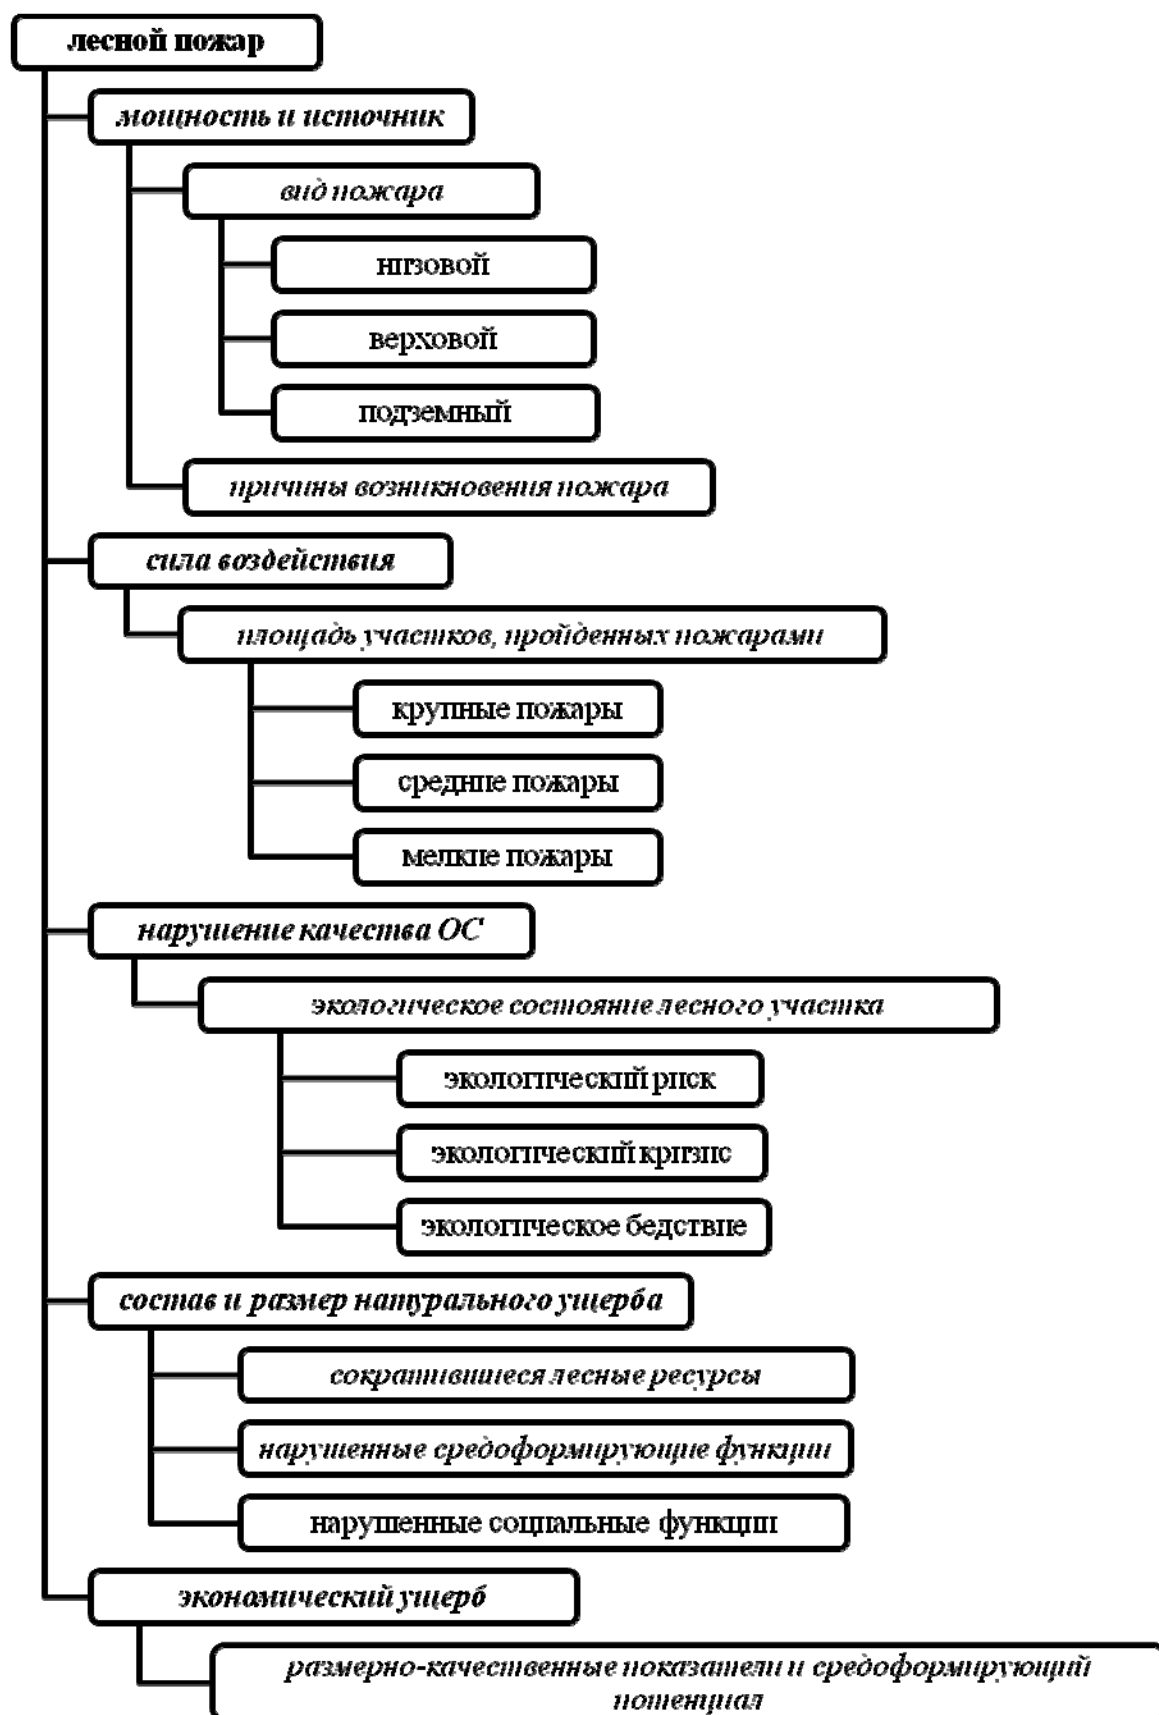 лесной пожар
мощность и источник
вид пожара
низовой
верховой
подземный
причины возникновения пожара
сила воздействия
площадь участков, пройденных пожарами
крупные пожары
средние пожары
мелкие пожары
нарушение качества ОС
экологическое состояние лесного участка
экологический риск
экологический кризис
экологическое бедствие
состав и размер натурального ущерба
сократившиеся лесные ресурсы
нарушенные средоформирующие функции
нарушенные социальные функции
экономический ущерб
размерно-качественные показатели и средоформирующий
потенциал